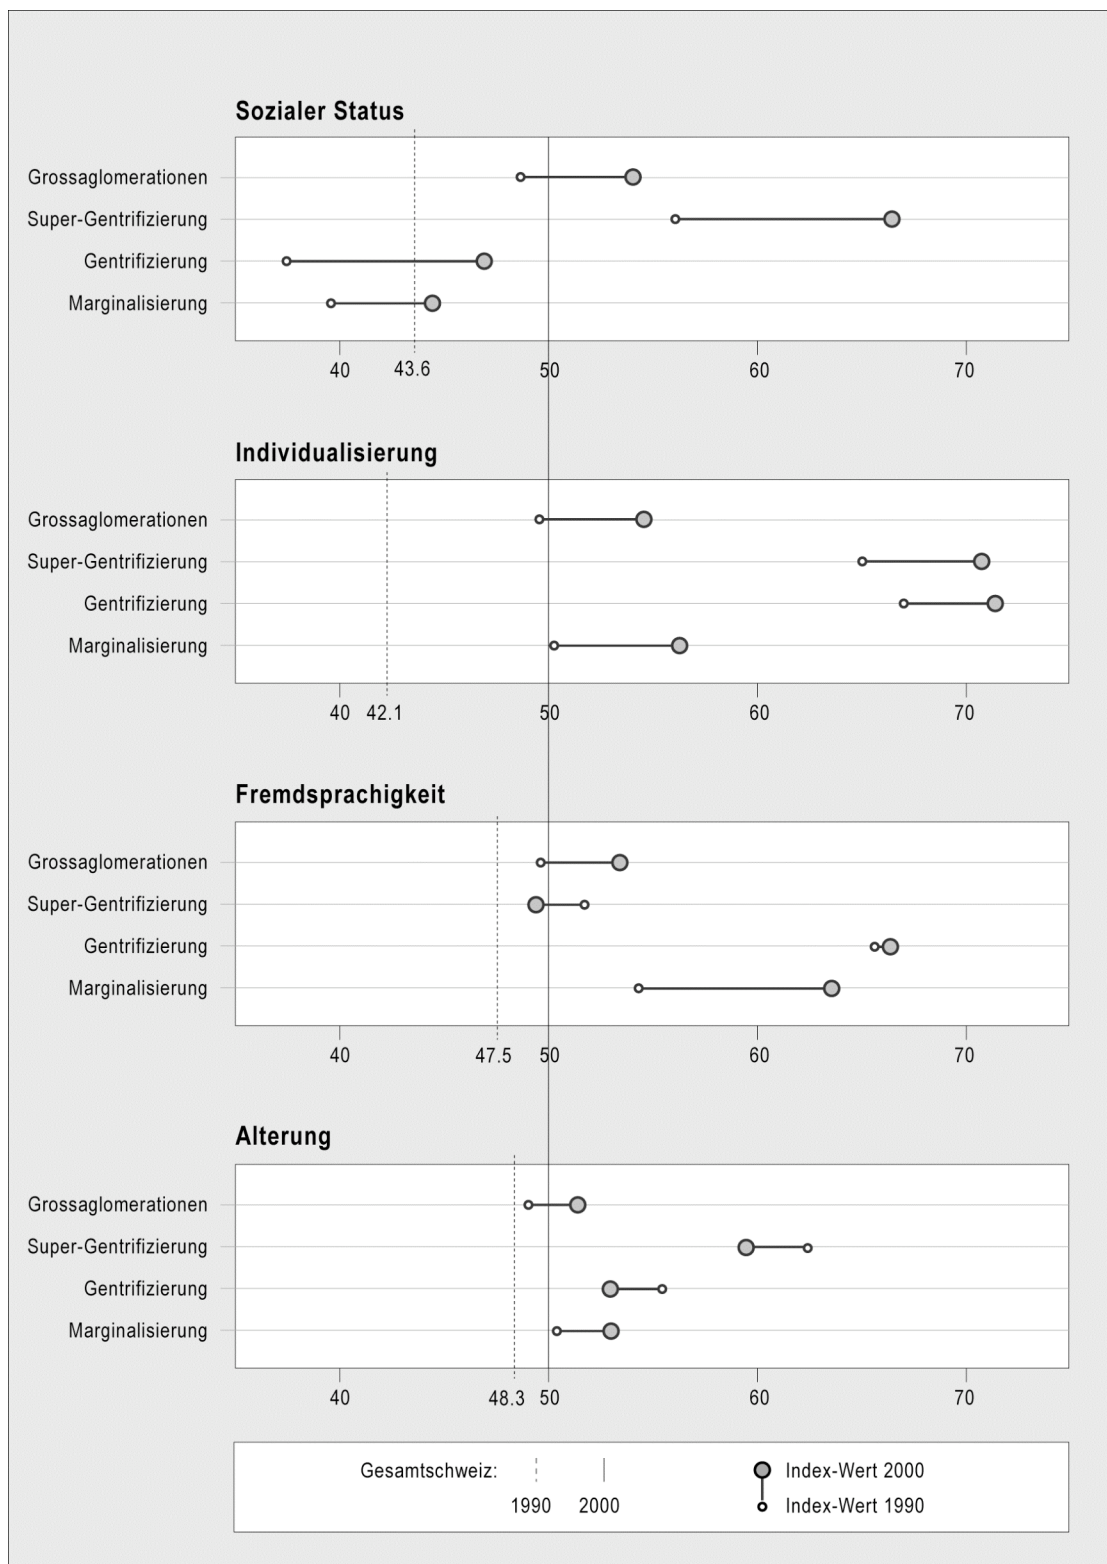 Sozialer Status
Grossaglomerationen
Super-Gentrifizierung
Gentrifizierung
Marginalisierung
40 43.6 50 60 70
Individualisierung
Grossaglomerationen
Super-Gentrifizierung
Gentrifizierung
Marginalisierung
40 42.1 50 60 70
Fremdsprachigkeit
Grossaglomerationen
Super-Gentrifizierung
Gentrifizierung
Marginalisierung
40 47.5 50 60 70
Alterung
Grossaglomerationen
Super-Gentrifizierung
Gentrifizierung
Marginalisierung
40 48.3 50 60 70
Gesamtschweiz: Index-Wert 2000
1990 2000 Index-Wert 1990